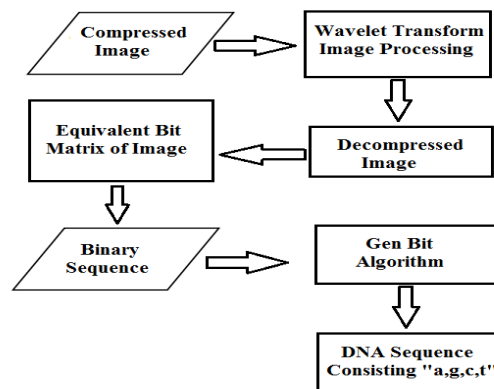 Compressed
Image
Wavelet Transform
Image Processing
Decompressed
Image
Equivalent Bit
Matrix of Image
Binary
Sequence
Gen Bit
Algorithm
DNA Sequence
Consisting "a,g,c,t"